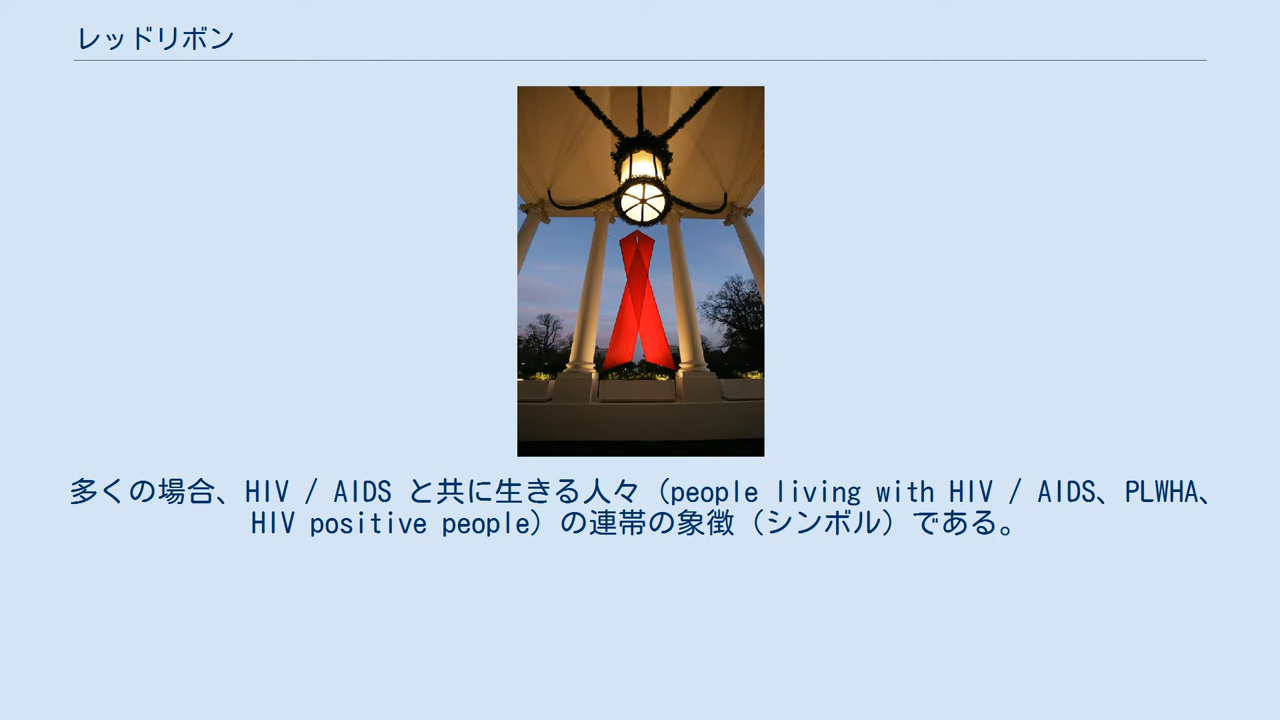 レッドリボン
多くの場合、HIV / AIDS と共に生きる人々（people living with HIV / AIDS、PLWHA、
HIV positive people）の連帯の象徴（シンボル）である。